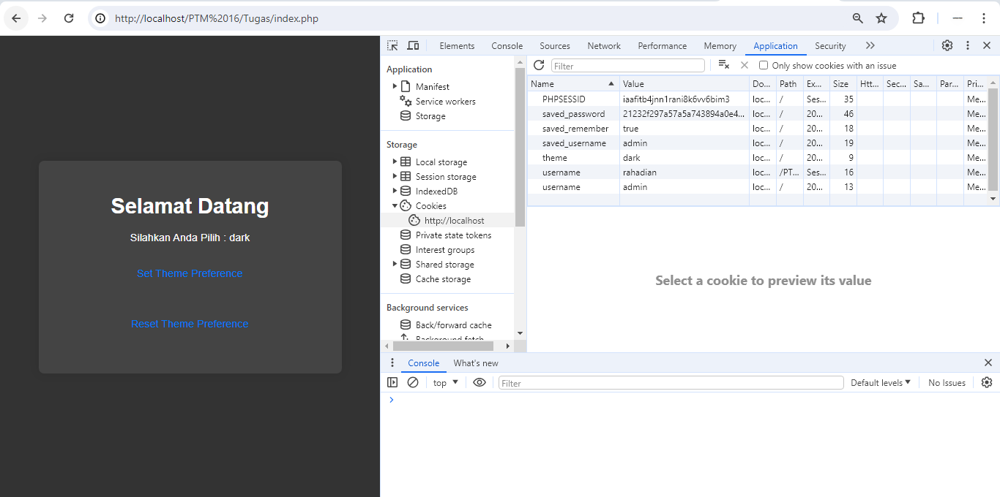 http://localhost/PTM%2016/Tugas/index.php
Selamat Datang
Silahkan Anda Pilih : dark
Set Theme Preference
Reset Theme Preference
Elements Console Sources Network Performance Memory Application Security
Application
Manifest
Service workers
Storage
Storage
Local storage
Session storage
IndexedDB
Cookies
http://localhost
Private state tokens
Interest groups
Shared storage
Cache storage
Background services
Back/forward cache
Background fetch
Filter Only show cookies with an issue
Name Value Do... Path Ex... Size Htt... Sec... Sa... Par... Pri...
PHPSESSID iaafitb4jnn1rani8k6vv6bim3 loc... / Ses... 35 Me...
saved_password 21232f297a57a5a743894a0e4... loc... / 20... 46 Me...
saved_remember true loc... / 20... 18 Me...
saved_username admin loc... / 20... 19 Me...
theme dark loc... / 20... 9 Me...
username rahadian loc... /PT... Ses... 16 Me...
username admin loc... / 20... 13 Me...
Select a cookie to preview its value
Console What's new
top Filter Default levels No Issues